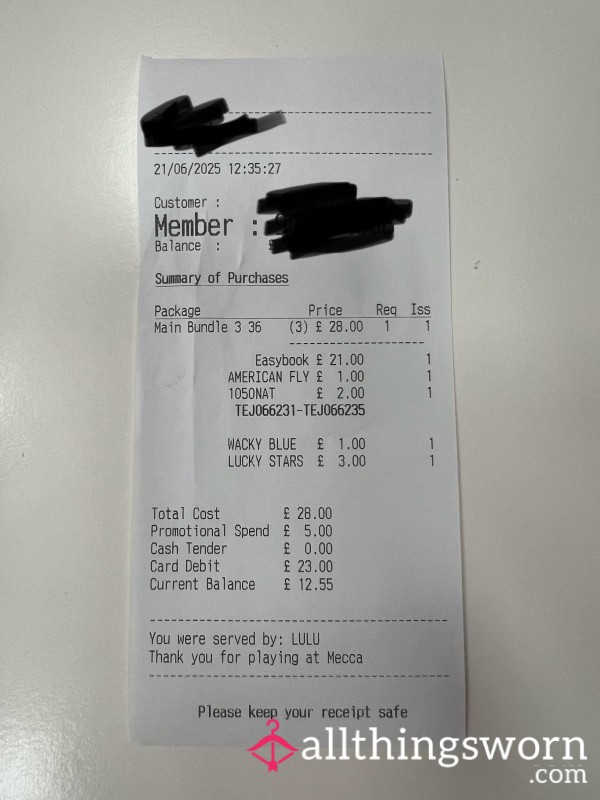 21/06/2025 12:35:27
Customer :
Member :
Balance : £
Summary of Purchases
Package Price Req Iss
Main Bundle 3 36 (3) £ 28.00 1 1
Easybook £ 21.00 1
AMERICAN FLY £ 1.00 1
1050NAT £ 2.00 1
TEJ066231-TEJ066235
WACKY BLUE £ 1.00 1
LUCKY STARS £ 3.00 1
Total Cost £ 28.00
Promotional Spend £ 5.00
Cash Tender £ 0.00
Card Debit £ 23.00
Current Balance £ 12.55
You were served by: LULU
Thank you for playing at Mecca
Please keep your receipt safe
allthingsworn
.com